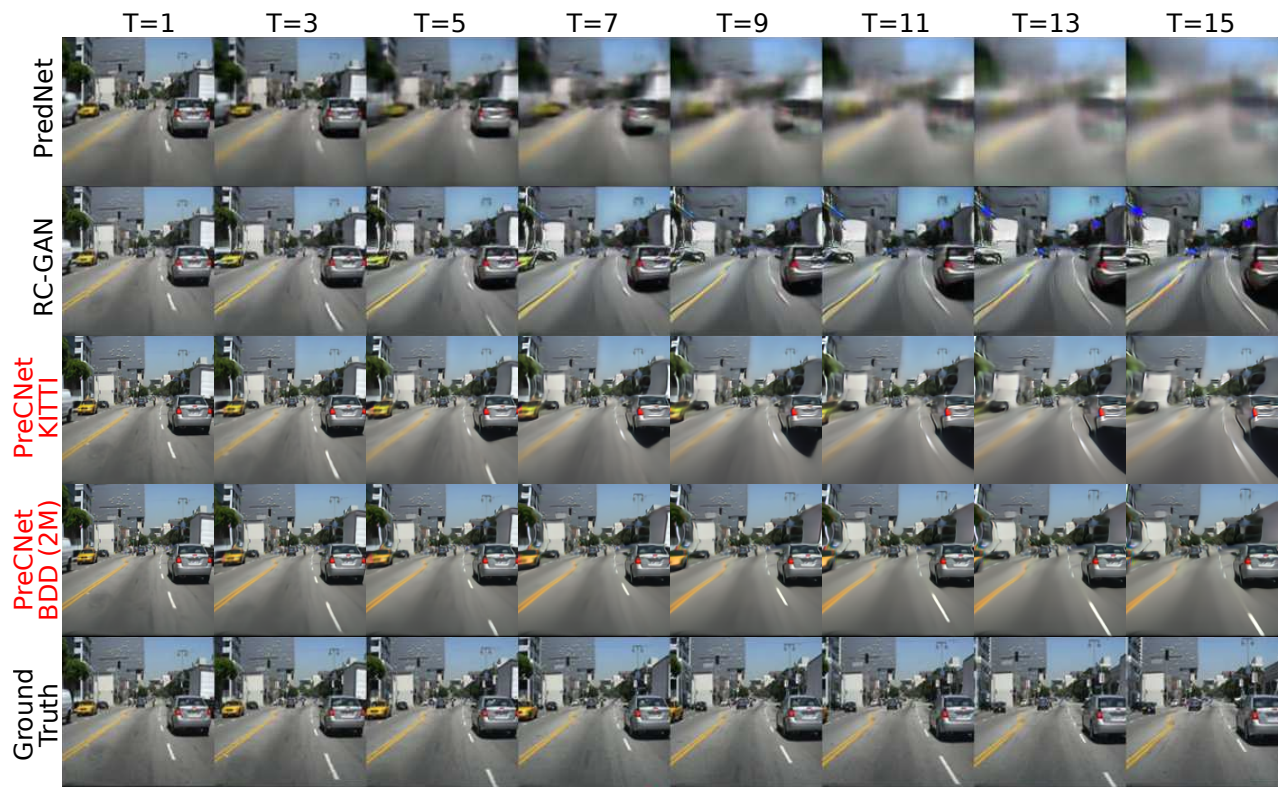 T=1 T=3 T=5 T=7 T=9 T=11 T=13 T=15
PredNet
RC-GAN
PreCNet
KITTI
PreCNet
BDD (2M)
Ground
Truth